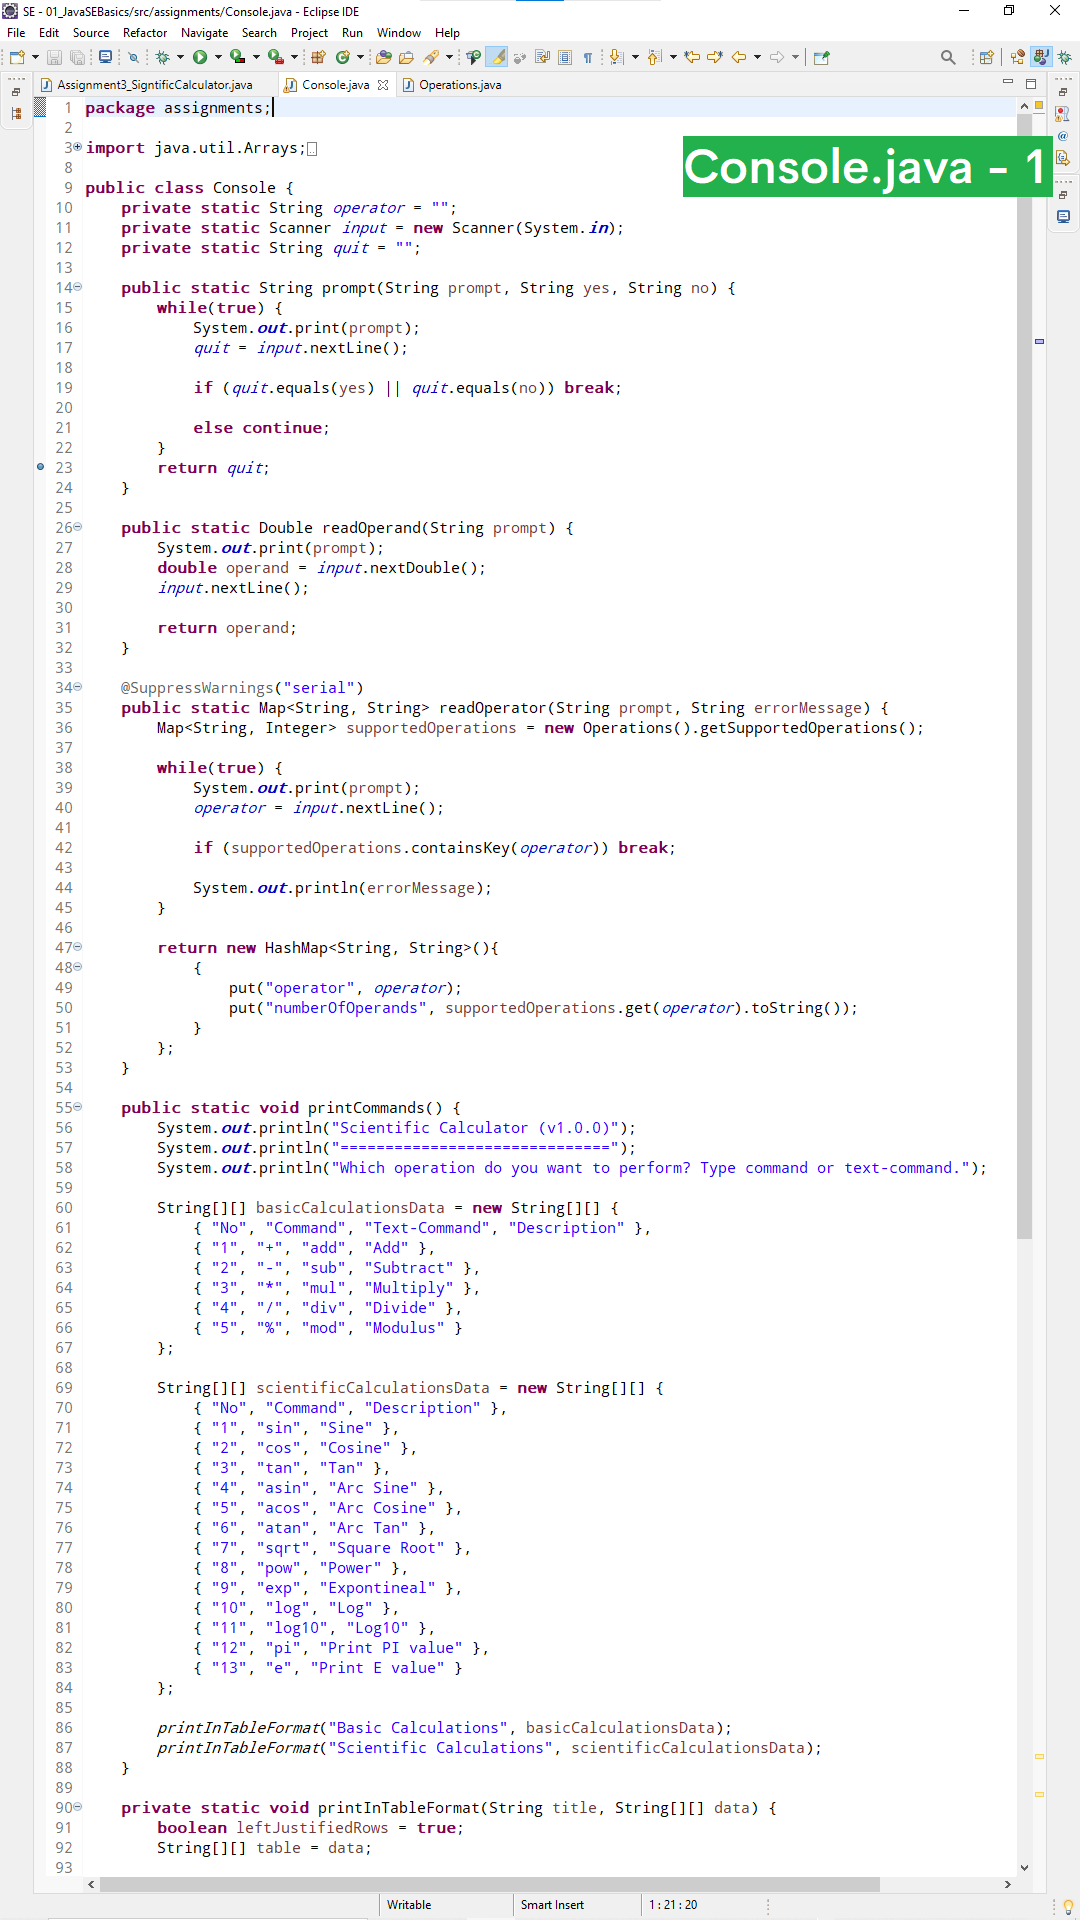 SE - 01_JavaSEBasics/src/assignments/Console.java - Eclipse IDE
File Edit Source Refactor Navigate Search Project Run Window Help
Assignment3_SigntificCalculator.java Console.java Operations.java
Console.java - 1
1 package assignments;
2
3 import java.util.Arrays;
8
9 public class Console {
10 private static String operator = "";
11 private static Scanner input = new Scanner(System.in);
12 private static String quit = "";
13
14 public static String prompt(String prompt, String yes, String no) {
15 while(true) {
16 System.out.print(prompt);
17 quit = input.nextLine();
18
19 if (quit.equals(yes) || quit.equals(no)) break;
20
21 else continue;
22 }
23 return quit;
24 }
25
26 public static Double readOperand(String prompt) {
27 System.out.print(prompt);
28 double operand = input.nextDouble();
29 input.nextLine();
30
31 return operand;
32 }
33
34 @SuppressWarnings("serial")
35 public static Map<String, String> readOperator(String prompt, String errorMessage) {
36 Map<String, Integer> supportedOperations = new Operations().getSupportedOperations();
37
38 while(true) {
39 System.out.print(prompt);
40 operator = input.nextLine();
41
42 if (supportedOperations.containsKey(operator)) break;
43
44 System.out.println(errorMessage);
45 }
46
47 return new HashMap<String, String>(){
48 {
49 put("operator", operator);
50 put("numberOfOperands", supportedOperations.get(operator).toString());
51 }
52 };
53 }
54
55 public static void printCommands() {
56 System.out.println("Scientific Calculator (v1.0.0)");
57 System.out.println("==============================");
58 System.out.println("Which operation do you want to perform? Type command or text-command.");
59
60 String[][] basicCalculationsData = new String[][] {
61 { "No", "Command", "Text-Command", "Description" },
62 { "1", "+", "add", "Add" },
63 { "2", "-", "sub", "Subtract" },
64 { "3", "*", "mul", "Multiply" },
65 { "4", "/", "div", "Divide" },
66 { "5", "%", "mod", "Modulus" }
67 };
68
69 String[][] scientificCalculationsData = new String[][] {
70 { "No", "Command", "Description" },
71 { "1", "sin", "Sine" },
72 { "2", "cos", "Cosine" },
73 { "3", "tan", "Tan" },
74 { "4", "asin", "Arc Sine" },
75 { "5", "acos", "Arc Cosine" },
76 { "6", "atan", "Arc Tan" },
77 { "7", "sqrt", "Square Root" },
78 { "8", "pow", "Power" },
79 { "9", "exp", "Expontineal" },
80 { "10", "log", "Log" },
81 { "11", "log10", "Log10" },
82 { "12", "pi", "Print PI value" },
83 { "13", "e", "Print E value" }
84 };
85
86 printInTableFormat("Basic Calculations", basicCalculationsData);
87 printInTableFormat("Scientific Calculations", scientificCalculationsData);
88 }
89
90 private static void printInTableFormat(String title, String[][] data) {
91 boolean leftJustifiedRows = true;
92 String[][] table = data;
93
Writable Smart Insert 1 : 21 : 20